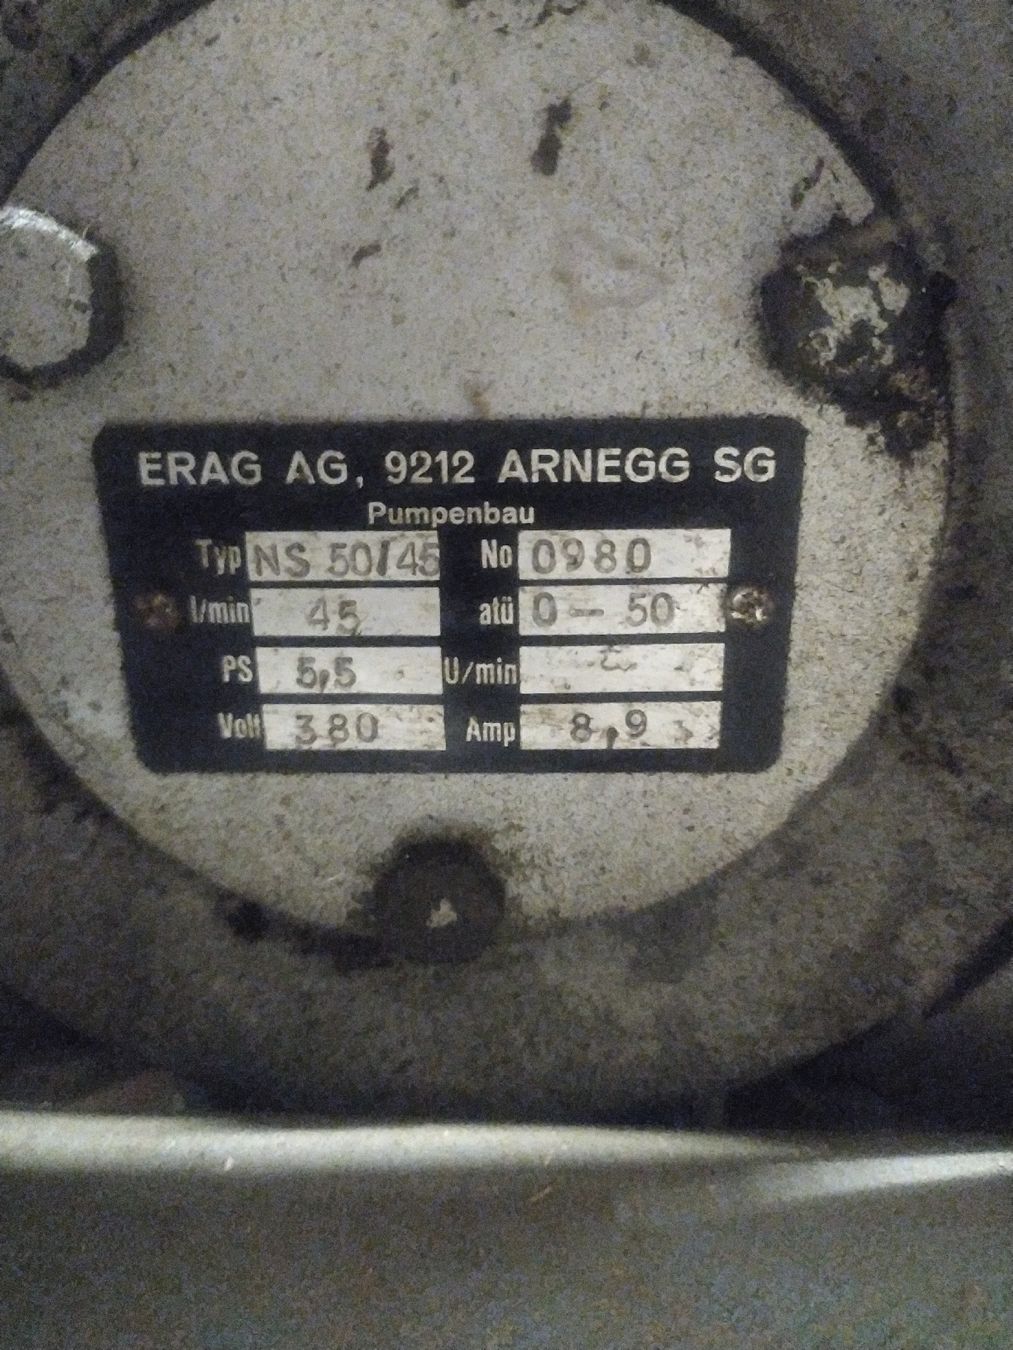 ERAG AG, 9212 ARNEGG SG
Pumpenbau
Typ NS 50/45 No 0980
l/min 45 atü 0-50
PS 5,5 U/min
Volt 380 Amp 8,9